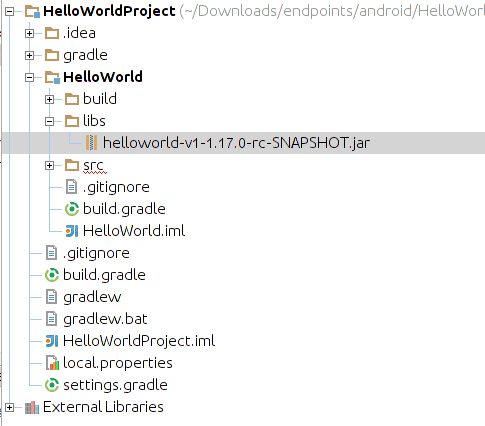 HelloWorldProject (~/Downloads/endpoints/android/HelloWorl
.idea
gradle
HelloWorld
build
libs
helloworld-v1-1.17.0-rc-SNAPSHOT.jar
src
.gitignore
build.gradle
HelloWorld.iml
.gitignore
build.gradle
gradlew
gradlew.bat
HelloWorldProject.iml
local.properties
settings.gradle
External Libraries